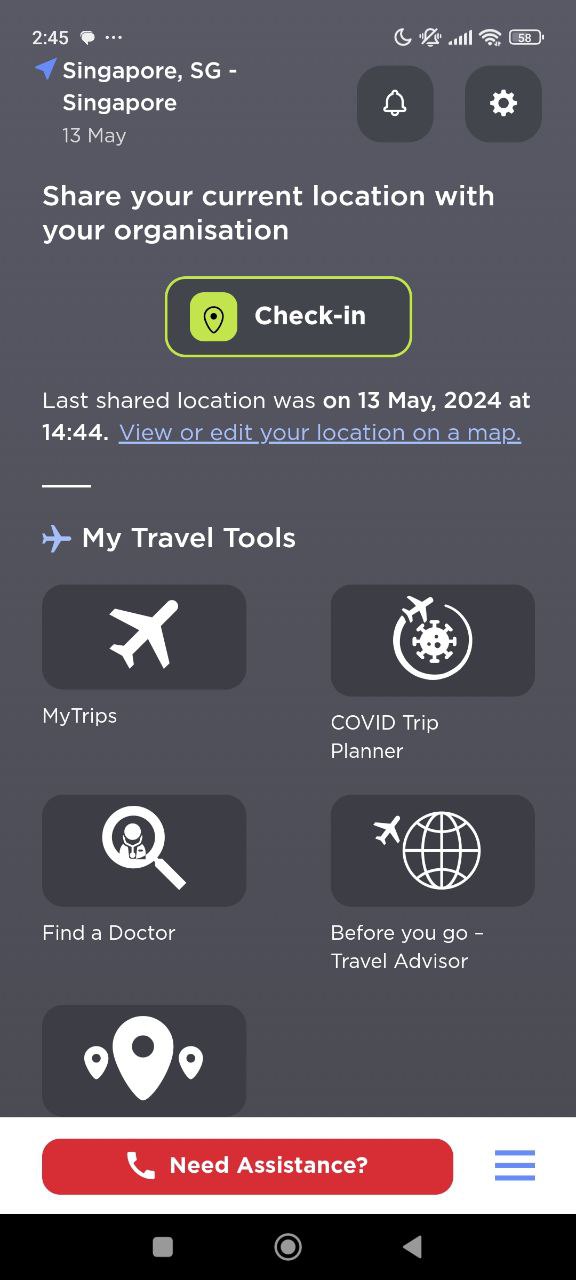 2:45
58
Singapore, SG -
Singapore
13 May
Share your current location with
your organisation
Check-in
Last shared location was on 13 May, 2024 at
14:44. View or edit your location on a map.
My Travel Tools
MyTrips
COVID Trip
Planner
Find a Doctor
Before you go –
Travel Advisor
Need Assistance?